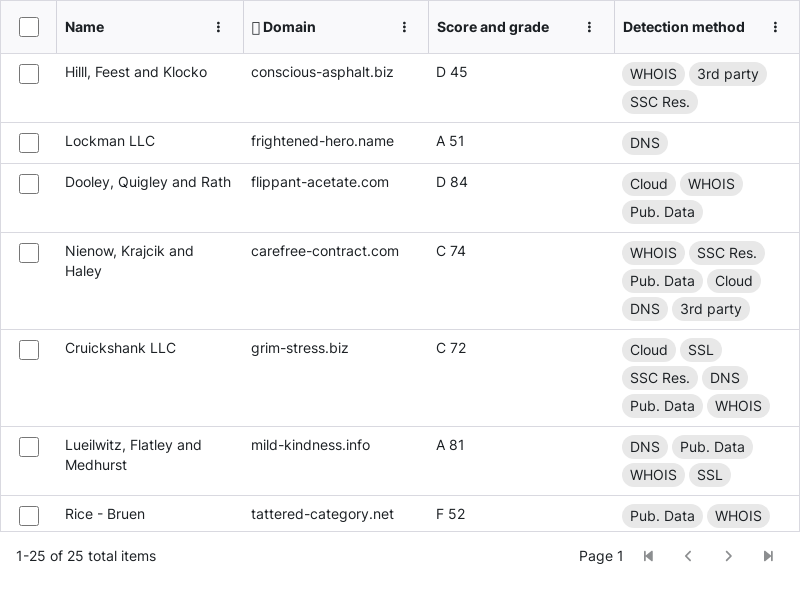 Name Domain Score and grade Detection method
Hilll, Feest and Klocko conscious-asphalt.biz D 45 WHOIS 3rd party
SSC Res.
Lockman LLC frightened-hero.name A 51 DNS
Dooley, Quigley and Rath flippant-acetate.com D 84 Cloud WHOIS
Pub. Data
Nienow, Krajcik and carefree-contract.com C 74 WHOIS SSC Res.
Haley Pub. Data Cloud
DNS 3rd party
Cruickshank LLC grim-stress.biz C 72 Cloud SSL
SSC Res. DNS
Pub. Data WHOIS
Lueilwitz, Flatley and mild-kindness.info A 81 DNS Pub. Data
Medhurst WHOIS SSL
Rice - Bruen tattered-category.net F 52 Pub. Data WHOIS
1-25 of 25 total items Page 1